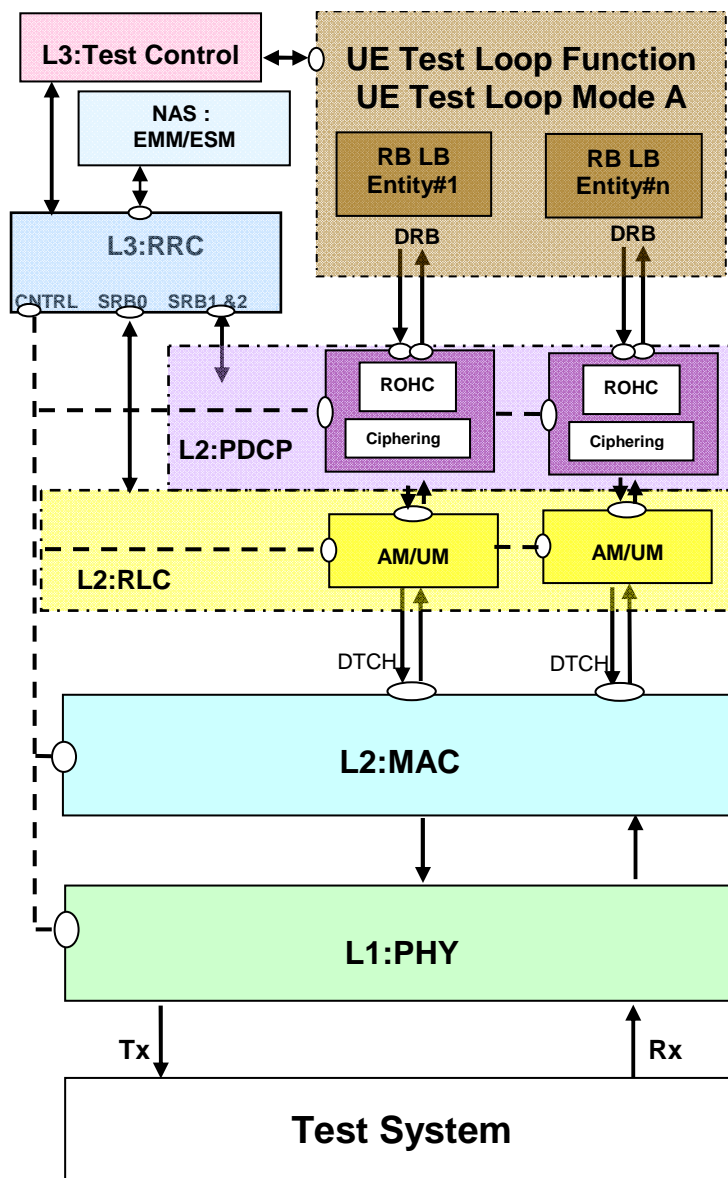 L3:Test Control
UE Test Loop Function
UE Test Loop Mode A
NAS :
EMM/ESM
RB LB
Entity#1
RB LB
Entity#n
DRB
DRB
L3:RRC
CNTRL
SRB0
SRB1 &2
ROHC
Ciphering
ROHC
Ciphering
L2:PDCP
AM/UM
AM/UM
L2:RLC
DTCH
DTCH
L2:MAC
L1:PHY
Tx
Rx
Test System